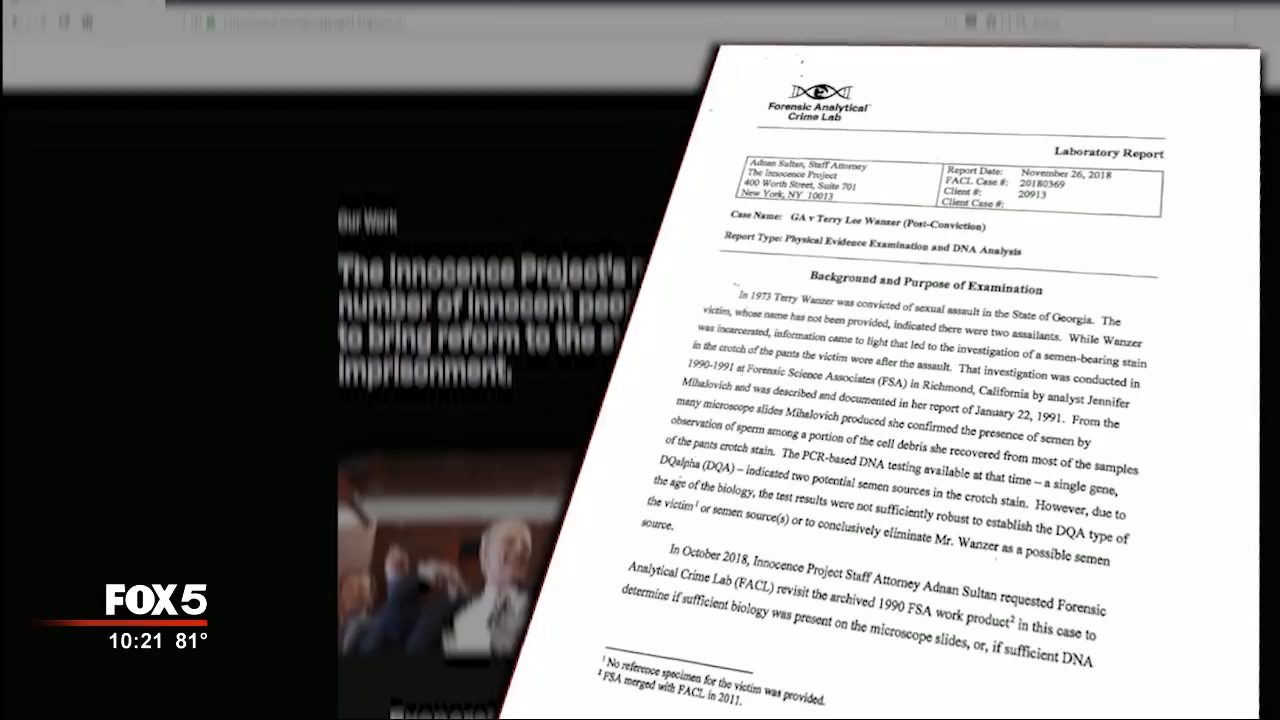 Our Work
The Innocence Project's
number of innocent
to bring reform to the
imprisonment.
FOX 5
10:21 81°
Forensic Analytical
Crime Lab
Laboratory Report
Adnan Sultan, Staff Attorney
The Innocence Project
400 Worth Street, Suite 701
New York, NY 10013
Report Date: November 26, 2018
FACL Case #: 20180369
Client #: 20913
Client Case #:
Case Name: GA v Terry Lee Wanzer (Post-Conviction)
Report Type: Physical Evidence Examination and DNA Analysis
Background and Purpose of Examination
In 1973 Terry Wanzer was convicted of sexual assault in the State of Georgia. The
victim, whose name has not been provided, indicated there were two assailants. While Wanzer
was incarcerated, information came to light that led to the investigation of a semen-bearing stain
in the crotch of the pants the victim wore after the assault. That investigation was conducted in
1990-1991 at Forensic Science Associates (FSA) in Richmond, California by analyst Jennifer
Mihalovich and was described and documented in her report of January 22, 1991. From the
many microscope slides Mihalovich produced she confirmed the presence of semen by
observation of sperm among a portion of the cell debris she recovered from most of the samples
of the pants crotch stain. The PCR-based DNA testing available at that time – a single gene,
DQalpha (DQA) – indicated two potential semen sources in the crotch stain. However, due to
the age of the biology, the test results were not sufficiently robust to establish the DQA type of
the victim¹ or semen source(s) or to conclusively eliminate Mr. Wanzer as a possible semen
source.
In October 2018, Innocence Project Staff Attorney Adnan Sultan requested Forensic
Analytical Crime Lab (FACL) revisit the archived 1990 FSA work product² in this case to
determine if sufficient biology was present on the microscope slides, or, if sufficient DNA
¹ No reference specimen for the victim was provided.
² FSA merged with FACL in 2011.